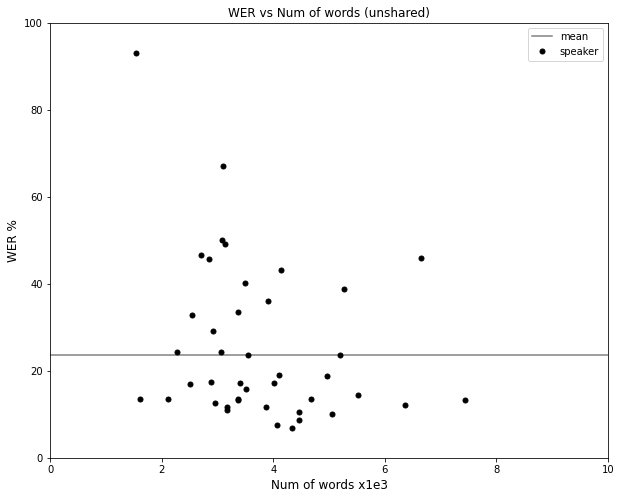 WER vs Num of words (unshared)
mean
speaker
WER %
100
80
60
40
20
0
0 2 4 6 8 10
Num of words x1e3